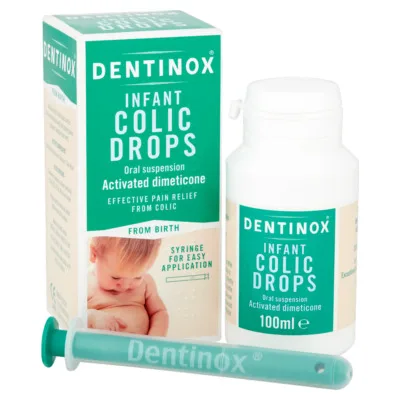 DENTINOX®
INFANT
COLIC
DROPS
Oral suspension
Activated dimeticone
EFFECTIVE PAIN RELIEF
FROM COLIC
FROM BIRTH
SYRINGE
FOR EASY
APPLICATION
DENTINOX®
INFANT
COLIC
DROPS
Oral suspension
Activated dimeticone
100ml e
Dentinox®